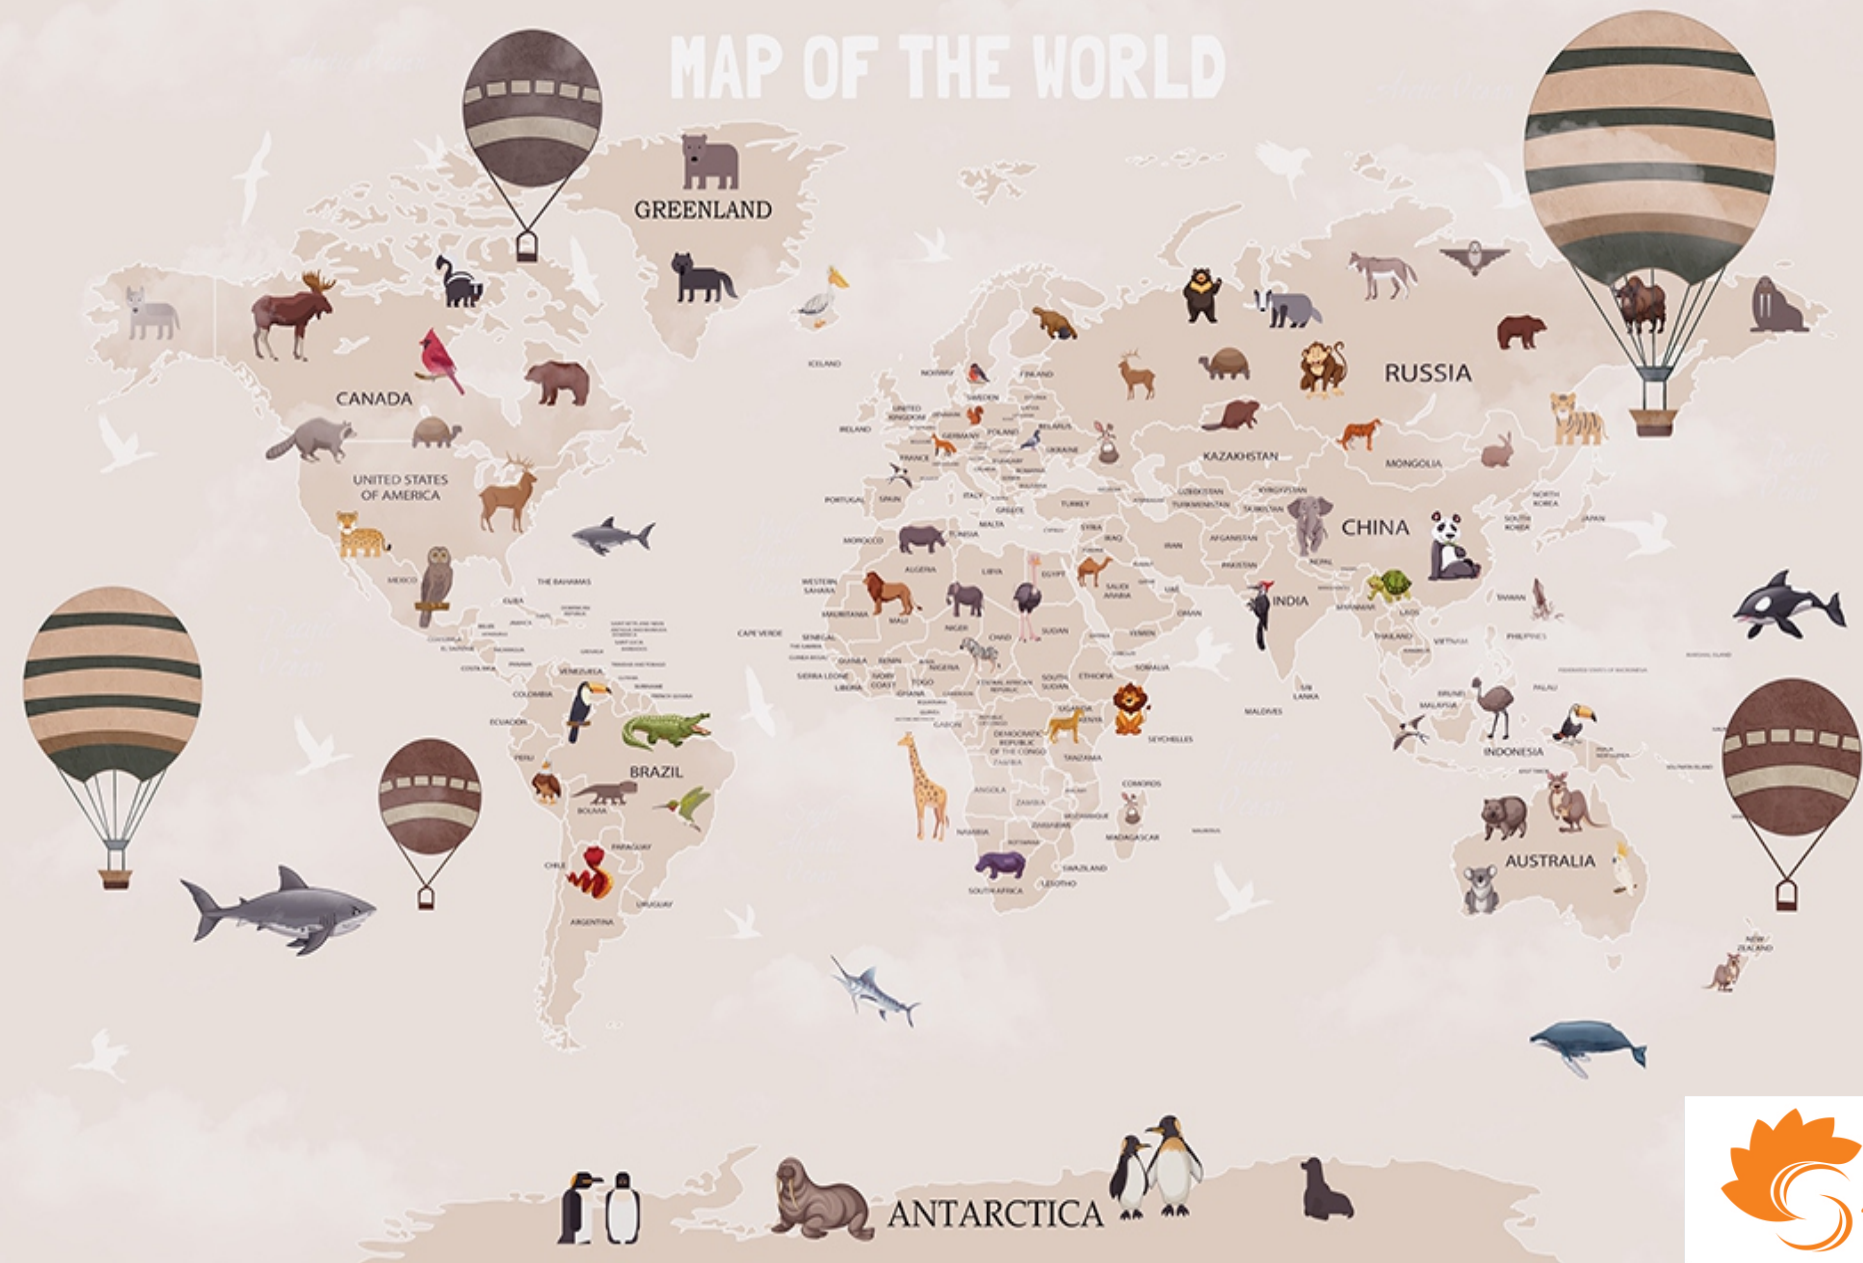 MAP OF THE WORLD
GREENLAND
ICELAND
CANADA
UNITED STATES
OF AMERICA
MEXICO
THE BAHAMAS
CUBA
JAMAICA
COSTA RICA
PANAMA
VENEZUELA
COLOMBIA
ECUADOR
PERU
BRAZIL
BOLIVIA
PARAGUAY
CHILE
URUGUAY
ARGENTINA
NORWAY
FINLAND
SWEDEN
UNITED
KINGDOM
IRELAND
GERMANY
POLAND
BELARUS
UKRAINE
FRANCE
PORTUGAL
SPAIN
ITALY
GREECE
MALTA
TURKEY
RUSSIA
KAZAKHSTAN
MONGOLIA
UZBEKISTAN
KYRGYZSTAN
TURKMENISTAN
TAJIKISTAN
CHINA
NORTH
KOREA
SOUTH
KOREA
JAPAN
SYRIA
IRAQ
IRAN
AFGANISTAN
PAKISTAN
NEPAL
INDIA
SAUDI
ARABIA
UAE
OMAN
YEMEN
MYANMAR
LAOS
THAILAND
VIETNAM
TAIWAN
PHILIPINES
SRI
LANKA
MALDIVES
BRUNEI
MALAYSIA
PALAU
INDONESIA
MOROCCO
TUNISIA
ALGERIA
LIBYA
EGYPT
WESTERN
SAHARA
MAURITANIA
MALI
NIGER
CHAD
SUDAN
CAPE VERDE
SENEGAL
GUINEA
BENIN
NIGERIA
SIERRA LEONE
LIBERIA
IVORY
COAST
TOGO
GHANA
CENTRAL AFRICAN
REPUBLIC
SOUTH
SUDAN
ETHIOPIA
SOMALIA
GABON
UGANDA
KENYA
DEMOCRATIC
REPUBLIC
OF THE CONGO
ZAMBIA
TANZANIA
SEYCHELLES
COMOROS
ANGOLA
ZAMBIA
NAMIBIA
MADAGASCAR
SWAZILAND
LESOTHO
SOUTH AFRICA
AUSTRALIA
NEW
ZEALAND
ANTARCTICA